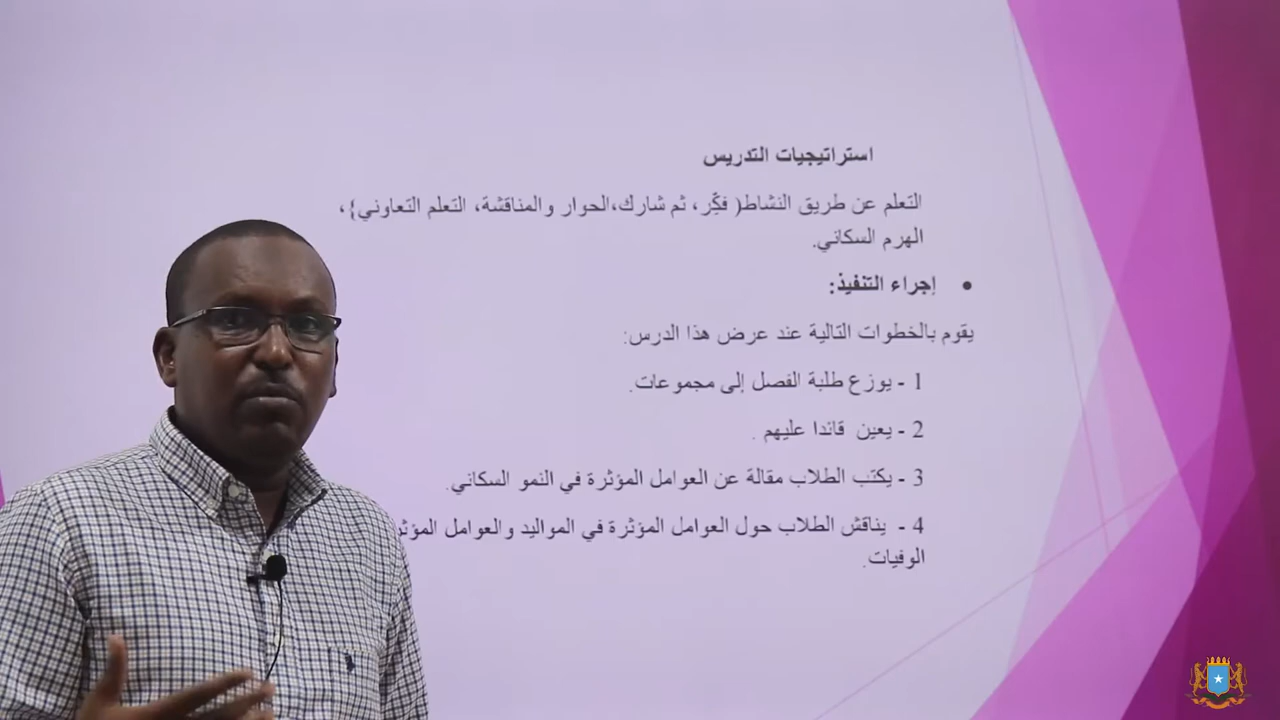 استراتيجيات التدريس
التعلم عن طريق النشاط( فكِّر، ثم شارك،الحوار والمناقشة، التعلم التعاوني}،
الهرم السكاني.
• إجراء التنفيذ:
يقوم بالخطوات التالية عند عرض هذا الدرس:
1 - يوزع طلبة الفصل إلى مجموعات.
2 - يعين قائدا عليهم .
3 - يكتب الطلاب مقالة عن العوامل المؤثرة في النمو السكاني.
4 - يناقش الطلاب حول العوامل المؤثرة في المواليد والعوامل
الوفيات.